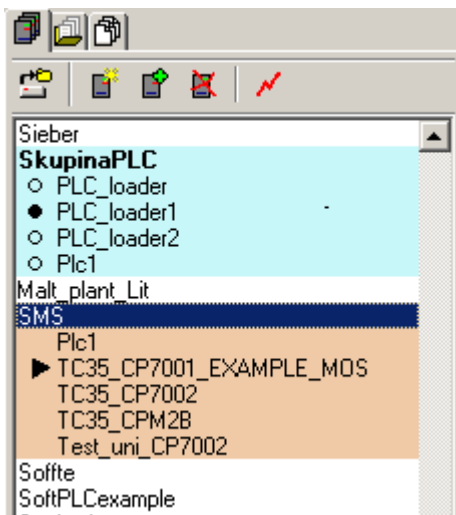 Sieber
SkupinaPLC
PLC_loader
PLC_loader1
PLC_loader2
Plc1
Malt_plant_Lit
SMS
Plc1
TC35_CP7001_EXAMPLE_MOS
TC35_CP7002
TC35_CPM2B
Test_uni_CP7002
Soffte
SoftPLCexample